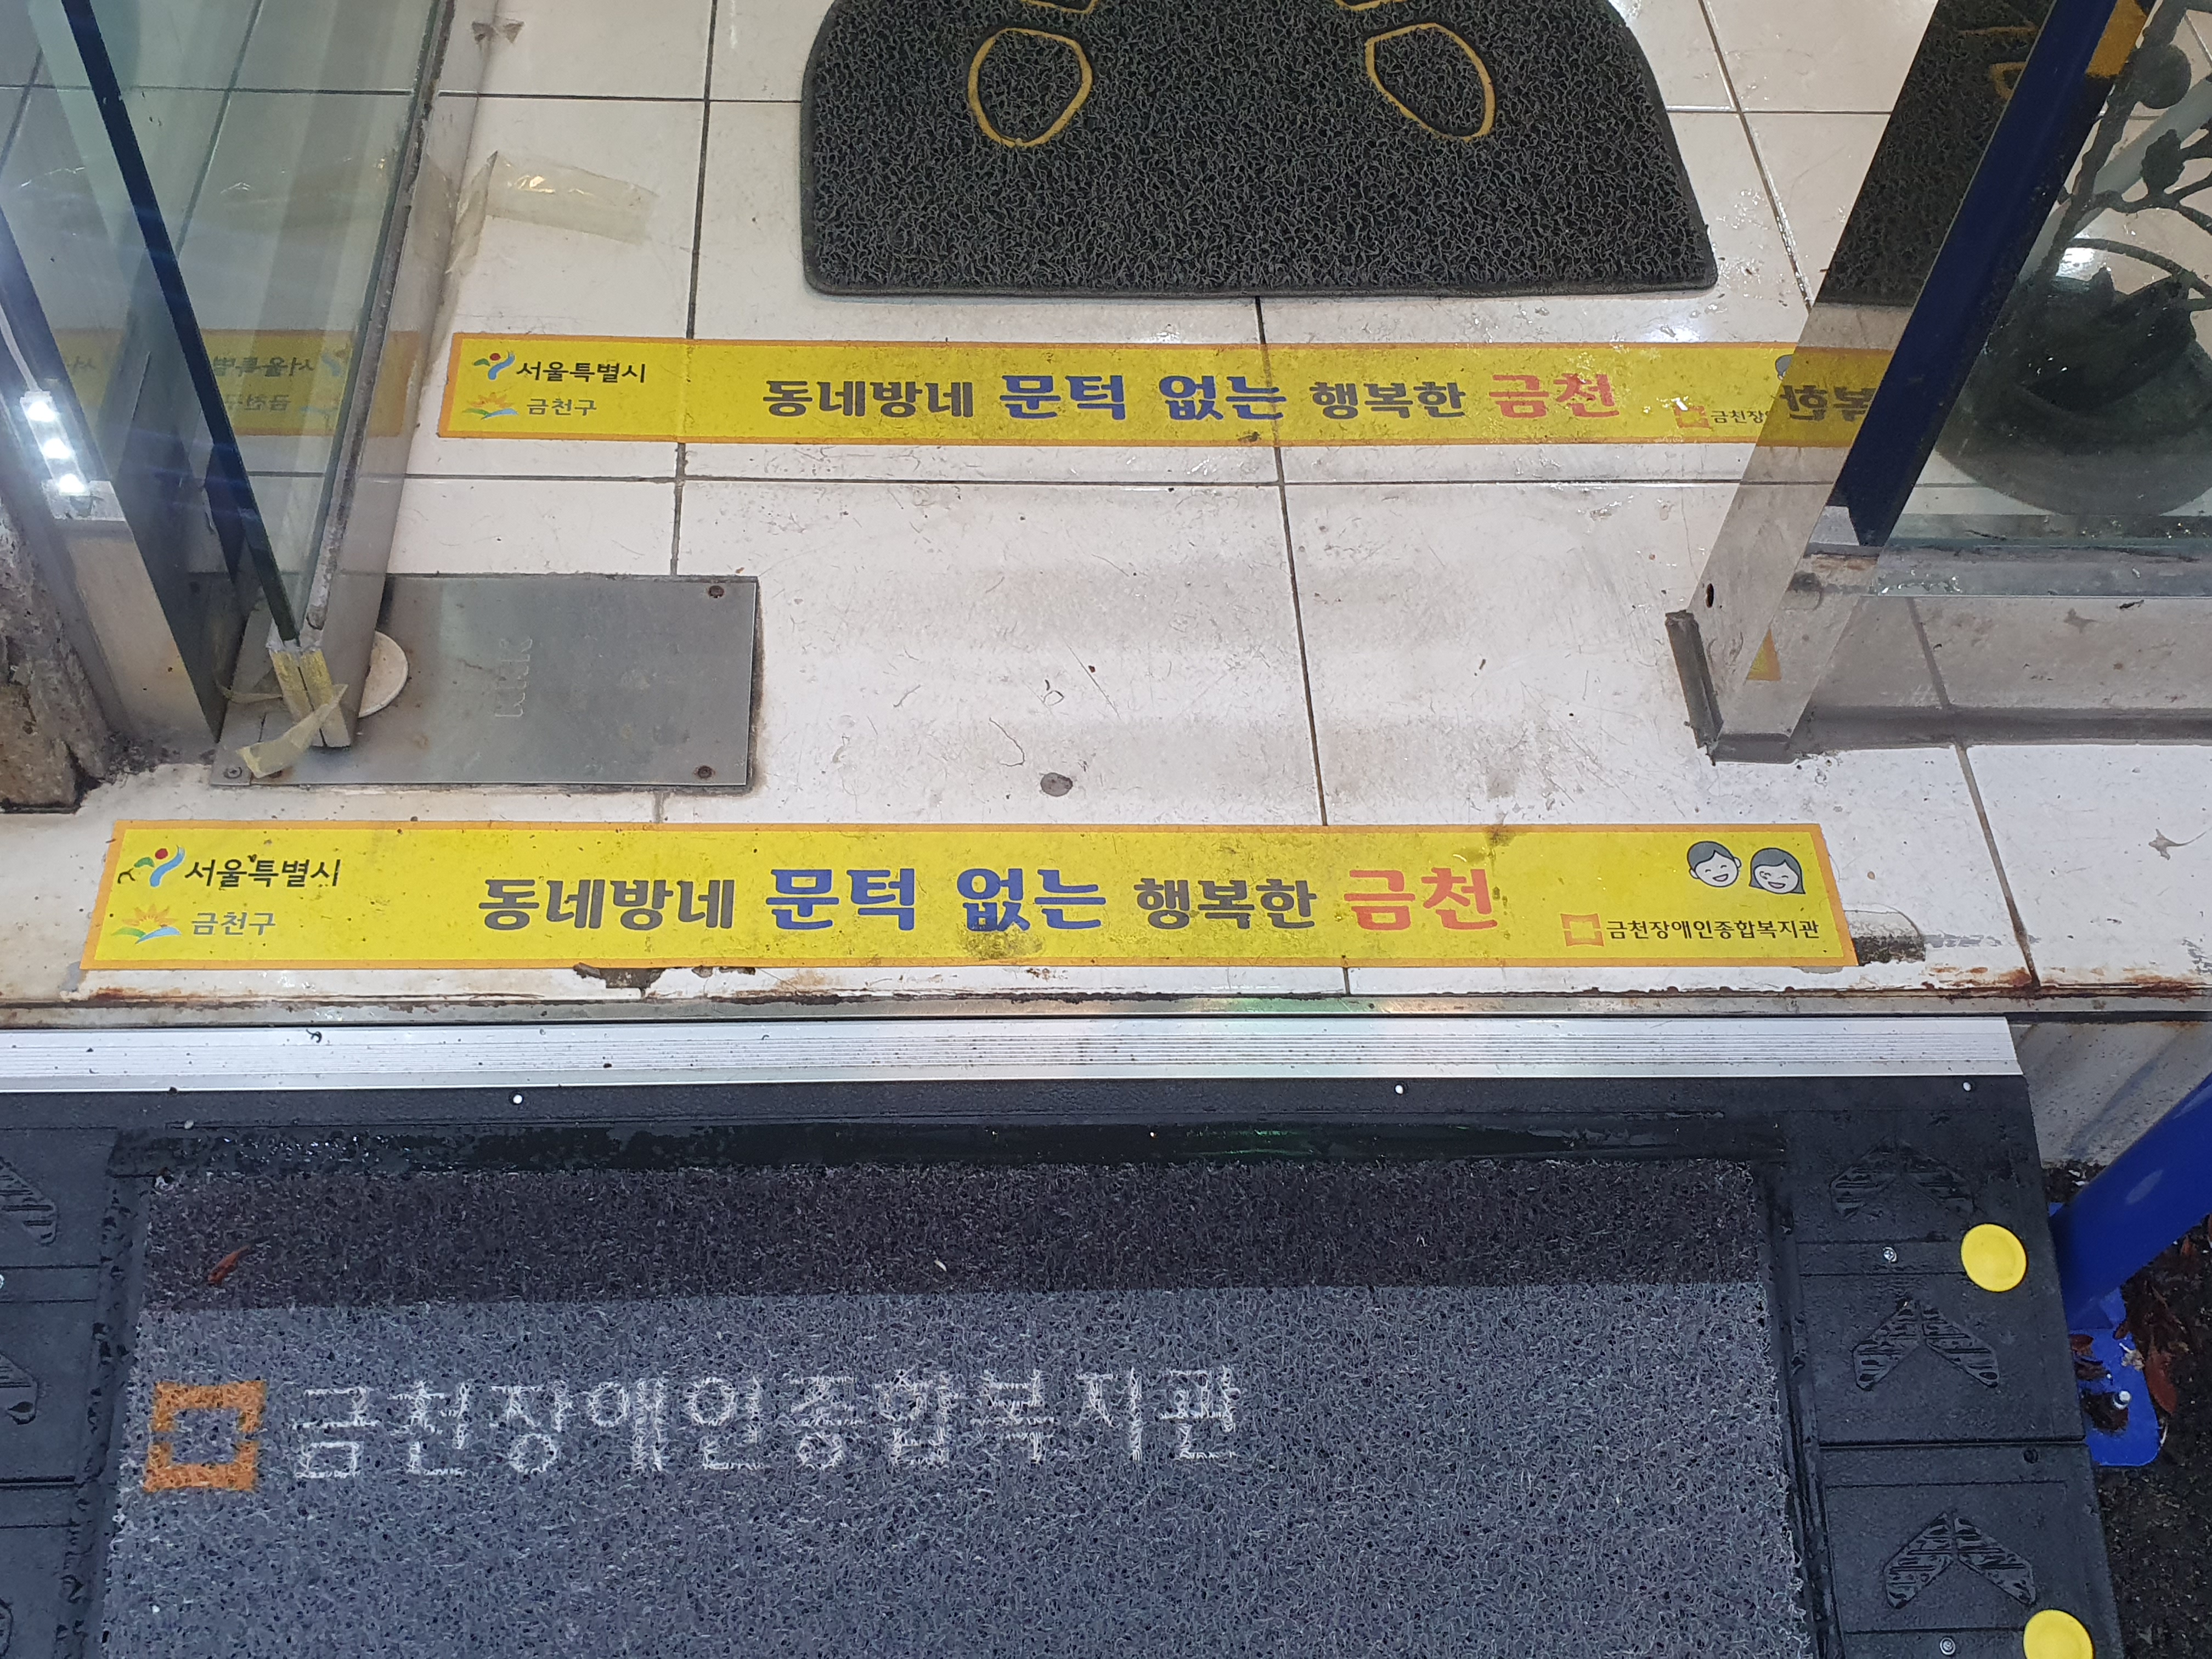 서울특별시
금천구
동네방네 문턱 없는 행복한 금천
금천장
서울특별시
금천구
동네방네 문턱 없는 행복한 금천
금천장애인종합복지관
금천장애인종합복지관